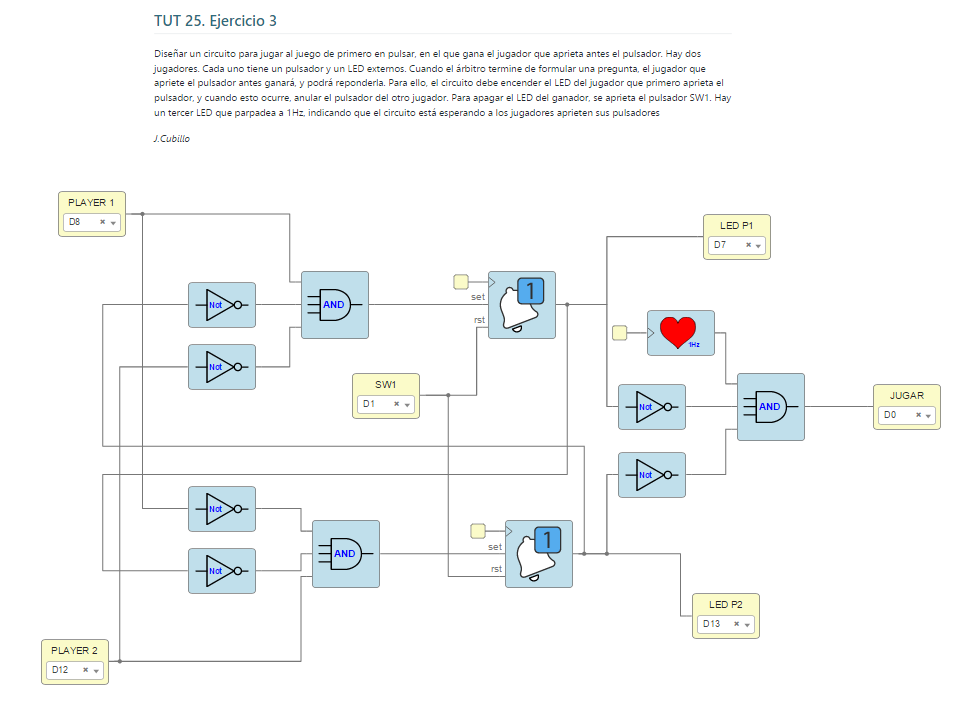 TUT 25. Ejercicio 3
Diseñar un circuito para jugar al juego de primero en pulsar, en el que gana el jugador que aprieta antes el pulsador. Hay dos
jugadores. Cada uno tiene un pulsador y un LED externos. Cuando el árbitro termine de formular una pregunta, el jugador que
apriete el pulsador antes ganará, y podrá responderla. Para ello, el circuito debe encender el LED del jugador que primero aprieta el
pulsador, y cuando esto ocurre, anular el pulsador del otro jugador. Para apagar el LED del ganador, se aprieta el pulsador SW1. Hay
un tercer LED que parpadea a 1Hz, indicando que el circuito está esperando a los jugadores aprieten sus pulsadores
J.Cubillo
PLAYER 1
D8
LED P1
D7
Not
AND
set
1
rst
1Hz
Not
SW1
D1
Not
AND
JUGAR
D0
Not
Not
AND
set
1
rst
Not
LED P2
D13
PLAYER 2
D12